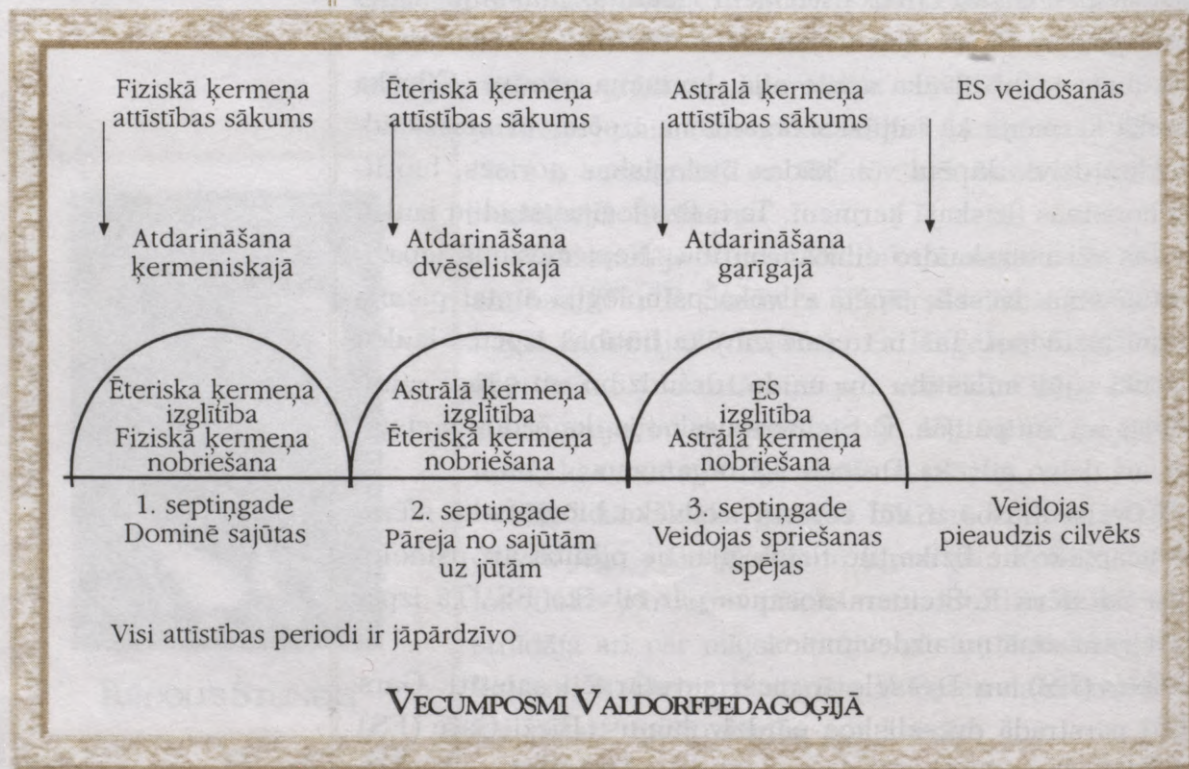 Fiziskā ķermeņa
attīstības sākums
Ēteriskā ķermeņa
attīstības sākums
Astrālā ķermeņa
attīstības sākums
ES veidošanās
Atdarināšana
ķermeniskajā
Atdarināšana
dvēseliskajā
Atdarināšana
garīgajā
Ēteriska ķermeņa
izglītība
Fiziskā ķermeņa
nobriešana
Astrālā ķermeņa
izglītība
Ēteriskā ķermeņa
nobriešana
ES
izglītība
Astrālā ķermeņa
nobriešana
1. septiņgade
Dominē sajūtas
2. septiņgade
Pāreja no sajūtām
uz jūtām
3. septiņgade
Veidojas spriešanas
spējas
Veidojas
pieaudzis cilvēks
Visi attīstības periodi ir jāpārdzīvo
VECUMPOSMI VALDORFPEDAGOĢIJĀ